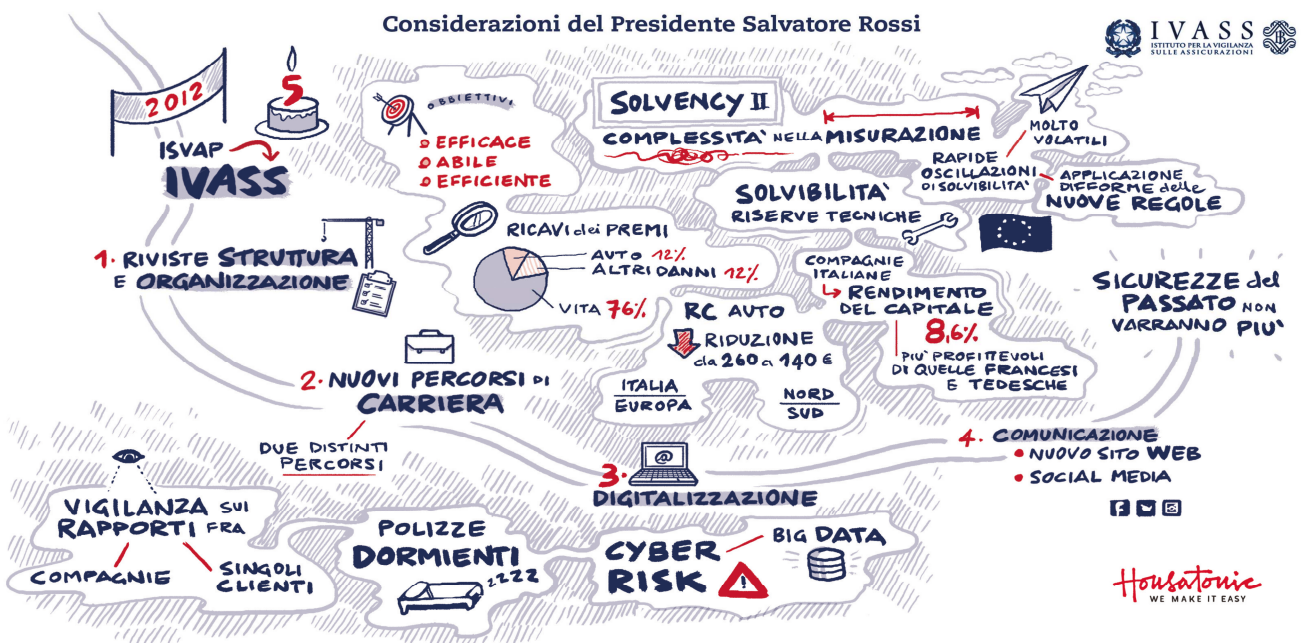 Considerazioni del Presidente Salvatore Rossi
IVASS
ISTITUTO PER LA VIGILANZA
SULLE ASSICURAZIONI
2012
5
ISVAP
IVASS
OBBIETTIVI
EFFICACE
ABILE
EFFICIENTE
SOLVENCY II
COMPLESSITA' NELLA MISURAZIONE
MOLTO
VOLATILI
RAPIDE
OSCILLAZIONI
DI SOLVIBILITA'
APPLICAZIONE
DIFFORME delle
NUOVE REGOLE
SOLVIBILITA'
RISERVE TECNICHE
1. RIVISTE STRUTTURA
E ORGANIZZAZIONE
RICAVI dei PREMI
AUTO 12%
ALTRI DANNI 12%
VITA 76%
COMPAGNIE
ITALIANE
RENDIMENTO
DEL CAPITALE
8,6%
PIU' PROFITTEVOLI
DI QUELLE FRANCESI
E TEDESCHE
RC AUTO
RIDUZIONE
da 260 a 140 €
ITALIA
EUROPA
NORD
SUD
SICUREZZE del
PASSATO NON
VARRANNO PIU'
2. NUOVI PERCORSI DI
CARRIERA
DUE DISTINTI
PERCORSI
3. DIGITALIZZAZIONE
@
4. COMUNICAZIONE
NUOVO SITO WEB
SOCIAL MEDIA
VIGILANZA SUI
RAPPORTI FRA
COMPAGNIE
SINGOLI
CLIENTI
POLIZZE
DORMIENTI
ZZZZ
CYBER
RISK
!
BIG DATA
Housatonic
WE MAKE IT EASY